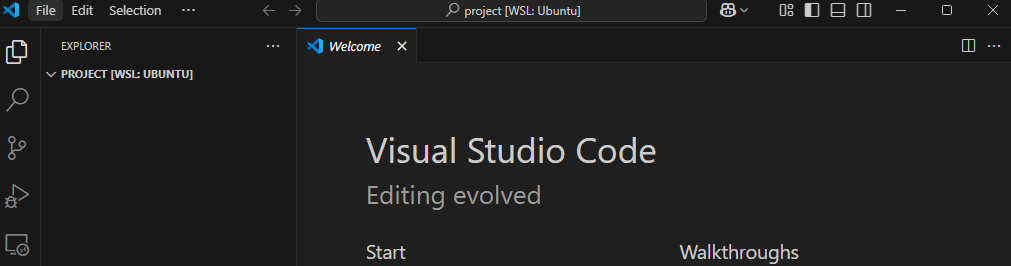 File Edit Selection ··· project [WSL: Ubuntu]
EXPLORER ···
Welcome
PROJECT [WSL: UBUNTU]
Visual Studio Code
Editing evolved
Start
Walkthroughs